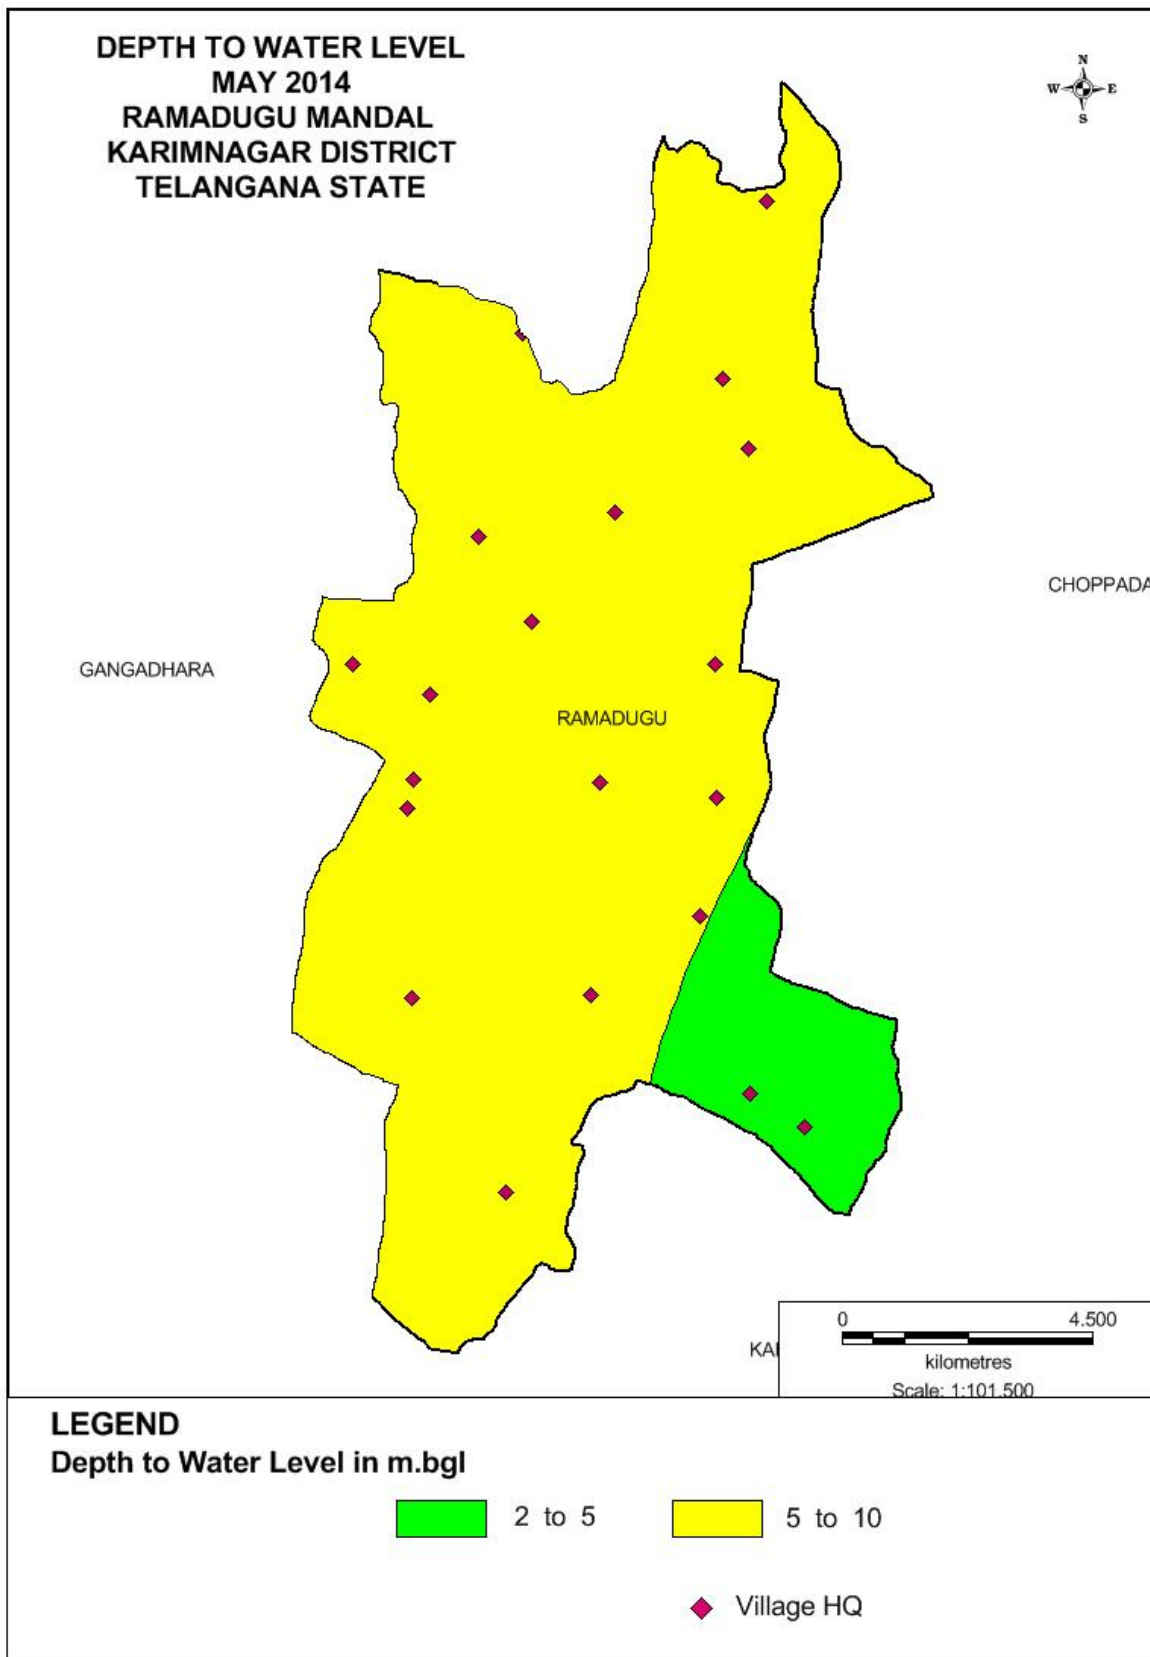 DEPTH TO WATER LEVEL
MAY 2014
RAMADUGU MANDAL
KARIMNAGAR DISTRICT
TELANGANA STATE
N
W E
S
CHOPPADA
GANGADHARA
RAMADUGU
KAI
0 4.500
kilometres
Scale: 1:101,500
LEGEND
Depth to Water Level in m.bgl
2 to 5 5 to 10
Village HQ